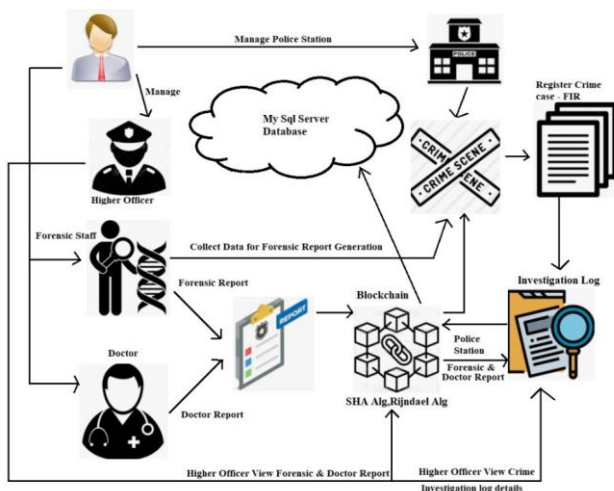 Manage Police Station
POLICE
Manage
Register Crime
case - FIR
My Sql Server
Database
CRIME SCENE
CRIM
ENE
Higher Officer
Forensic Staff
Collect Data for Forensic Report Generation
Forensic Report
REPORT
Blockchain
Investigation Log
Doctor
Police
Station
Forensic &
Doctor Report
Doctor Report
SHA Alg,Rijndael Alg
Higher Officer View Forensic & Doctor Report
Higher Officer View Crime
Investigation log details